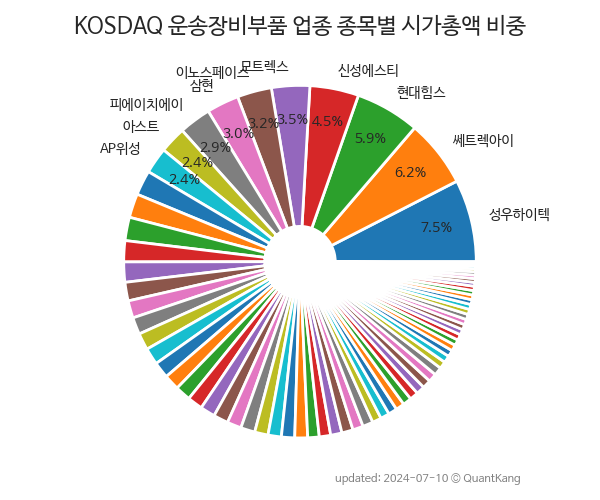 KOSDAQ 운송장비부품 업종 종목별 시가총액 비중
이노스페이스
모트렉스
신성에스티
삼현
현대힘스
피에이치에이
아스트
쎄트렉아이
AP위성
성우하이텍
3.5%
4.5%
3.2%
3.0%
5.9%
2.9%
2.4%
6.2%
2.4%
7.5%
updated: 2024-07-10 © QuantKang